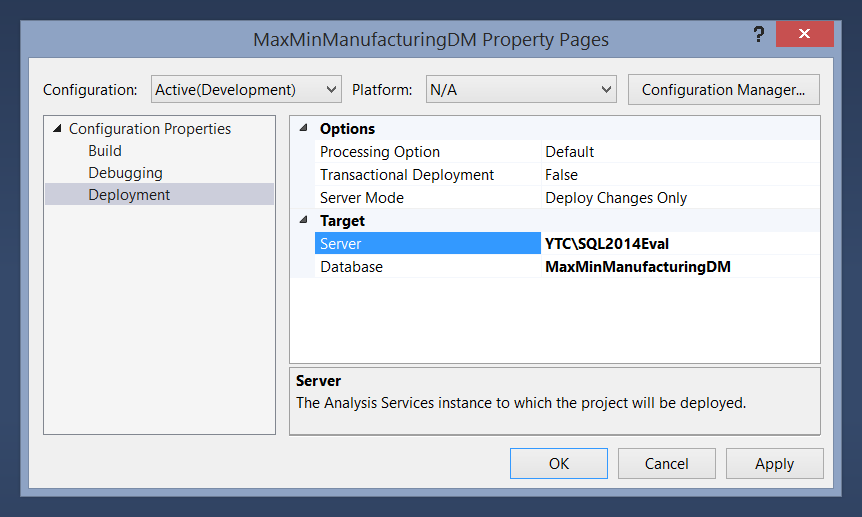 MaxMinManufacturingDM Property Pages
?
Configuration: Active(Development) Platform: N/A Configuration Manager...
Configuration Properties
Build
Debugging
Deployment
Options
Processing Option Default
Transactional Deployment False
Server Mode Deploy Changes Only
Target
Server YTC\SQL2014Eval
Database MaxMinManufacturingDM
Server
The Analysis Services instance to which the project will be deployed.
OK Cancel Apply